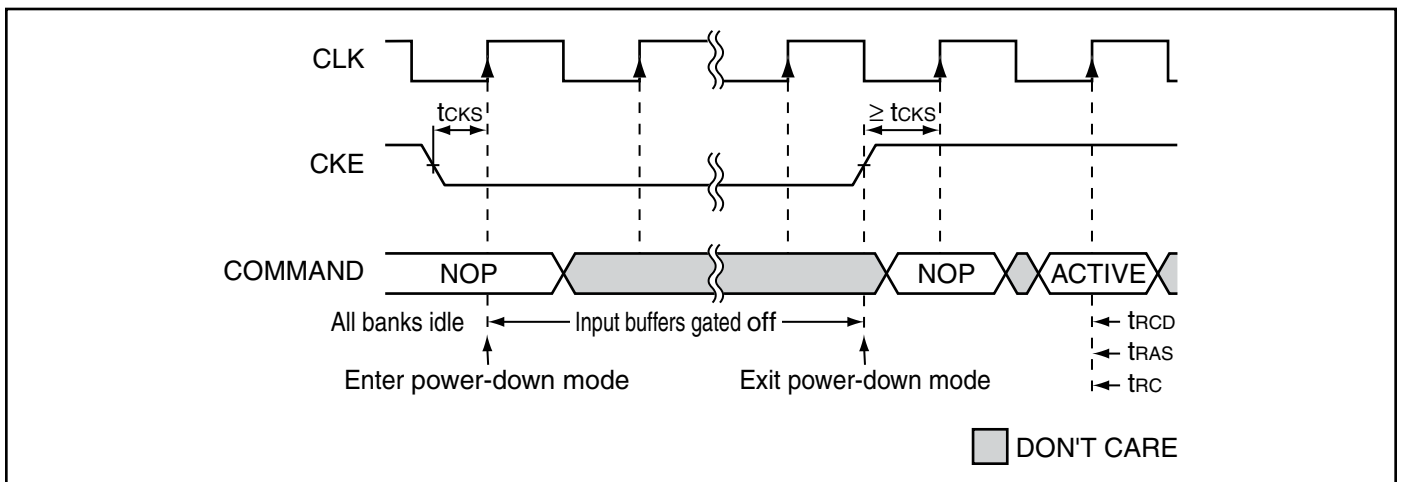 CLK
tCKS
≥ tCKS
CKE
COMMAND
NOP
NOP
ACTIVE
All banks idle
Input buffers gated off
tRCD
tRAS
Enter power-down mode
Exit power-down mode
tRC
DON'T CARE